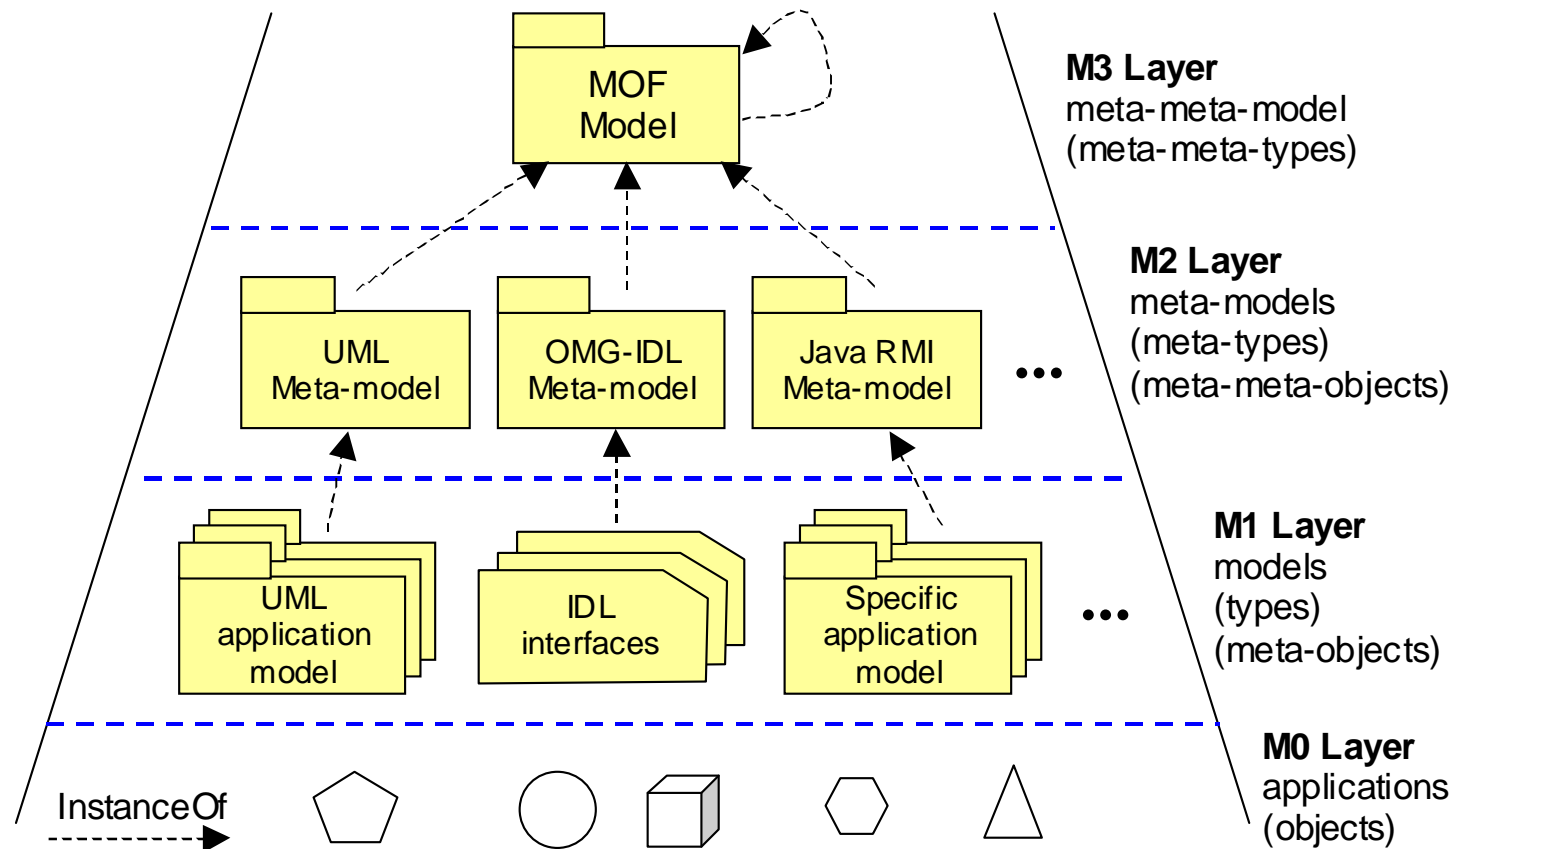 MOF
Model
M3 Layer
meta-meta-model
(meta-meta-types)
UML
Meta-model
OMG-IDL
Meta-model
Java RMI
Meta-model
•••
M2 Layer
meta-models
(meta-types)
(meta-meta-objects)
UML
application
model
IDL
interfaces
Specific
application
model
•••
M1 Layer
models
(types)
(meta-objects)
InstanceOf
M0 Layer
applications
(objects)